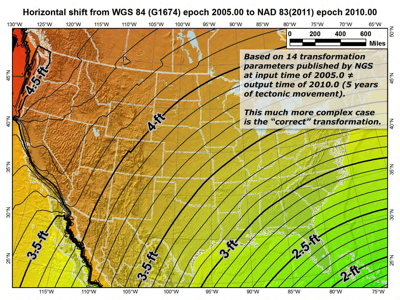 Horizontal shift from WGS 84 (G1674) epoch 2005.00 to NAD 83(2011) epoch 2010.00
130°W 125°W 120°W 115°W 110°W 105°W 100°W 95°W 90°W 85°W 80°W 75°W 70°W 65°W
0 200 400 600
Miles
Based on 14 transformation
parameters published by NGS
at input time of 2005.0 ≠
output time of 2010.0 (5 years
of tectonic movement).
This much more complex case
is the "correct" transformation.
45°N
45°N
4.5-ft
4-ft
40°N
40°N
35°N
35°N
30°N
30°N
25°N
25°N
3.5-ft
3.5-ft
3-ft
2.5-ft
2-ft
115°W 110°W 105°W 100°W 95°W 90°W 85°W 80°W